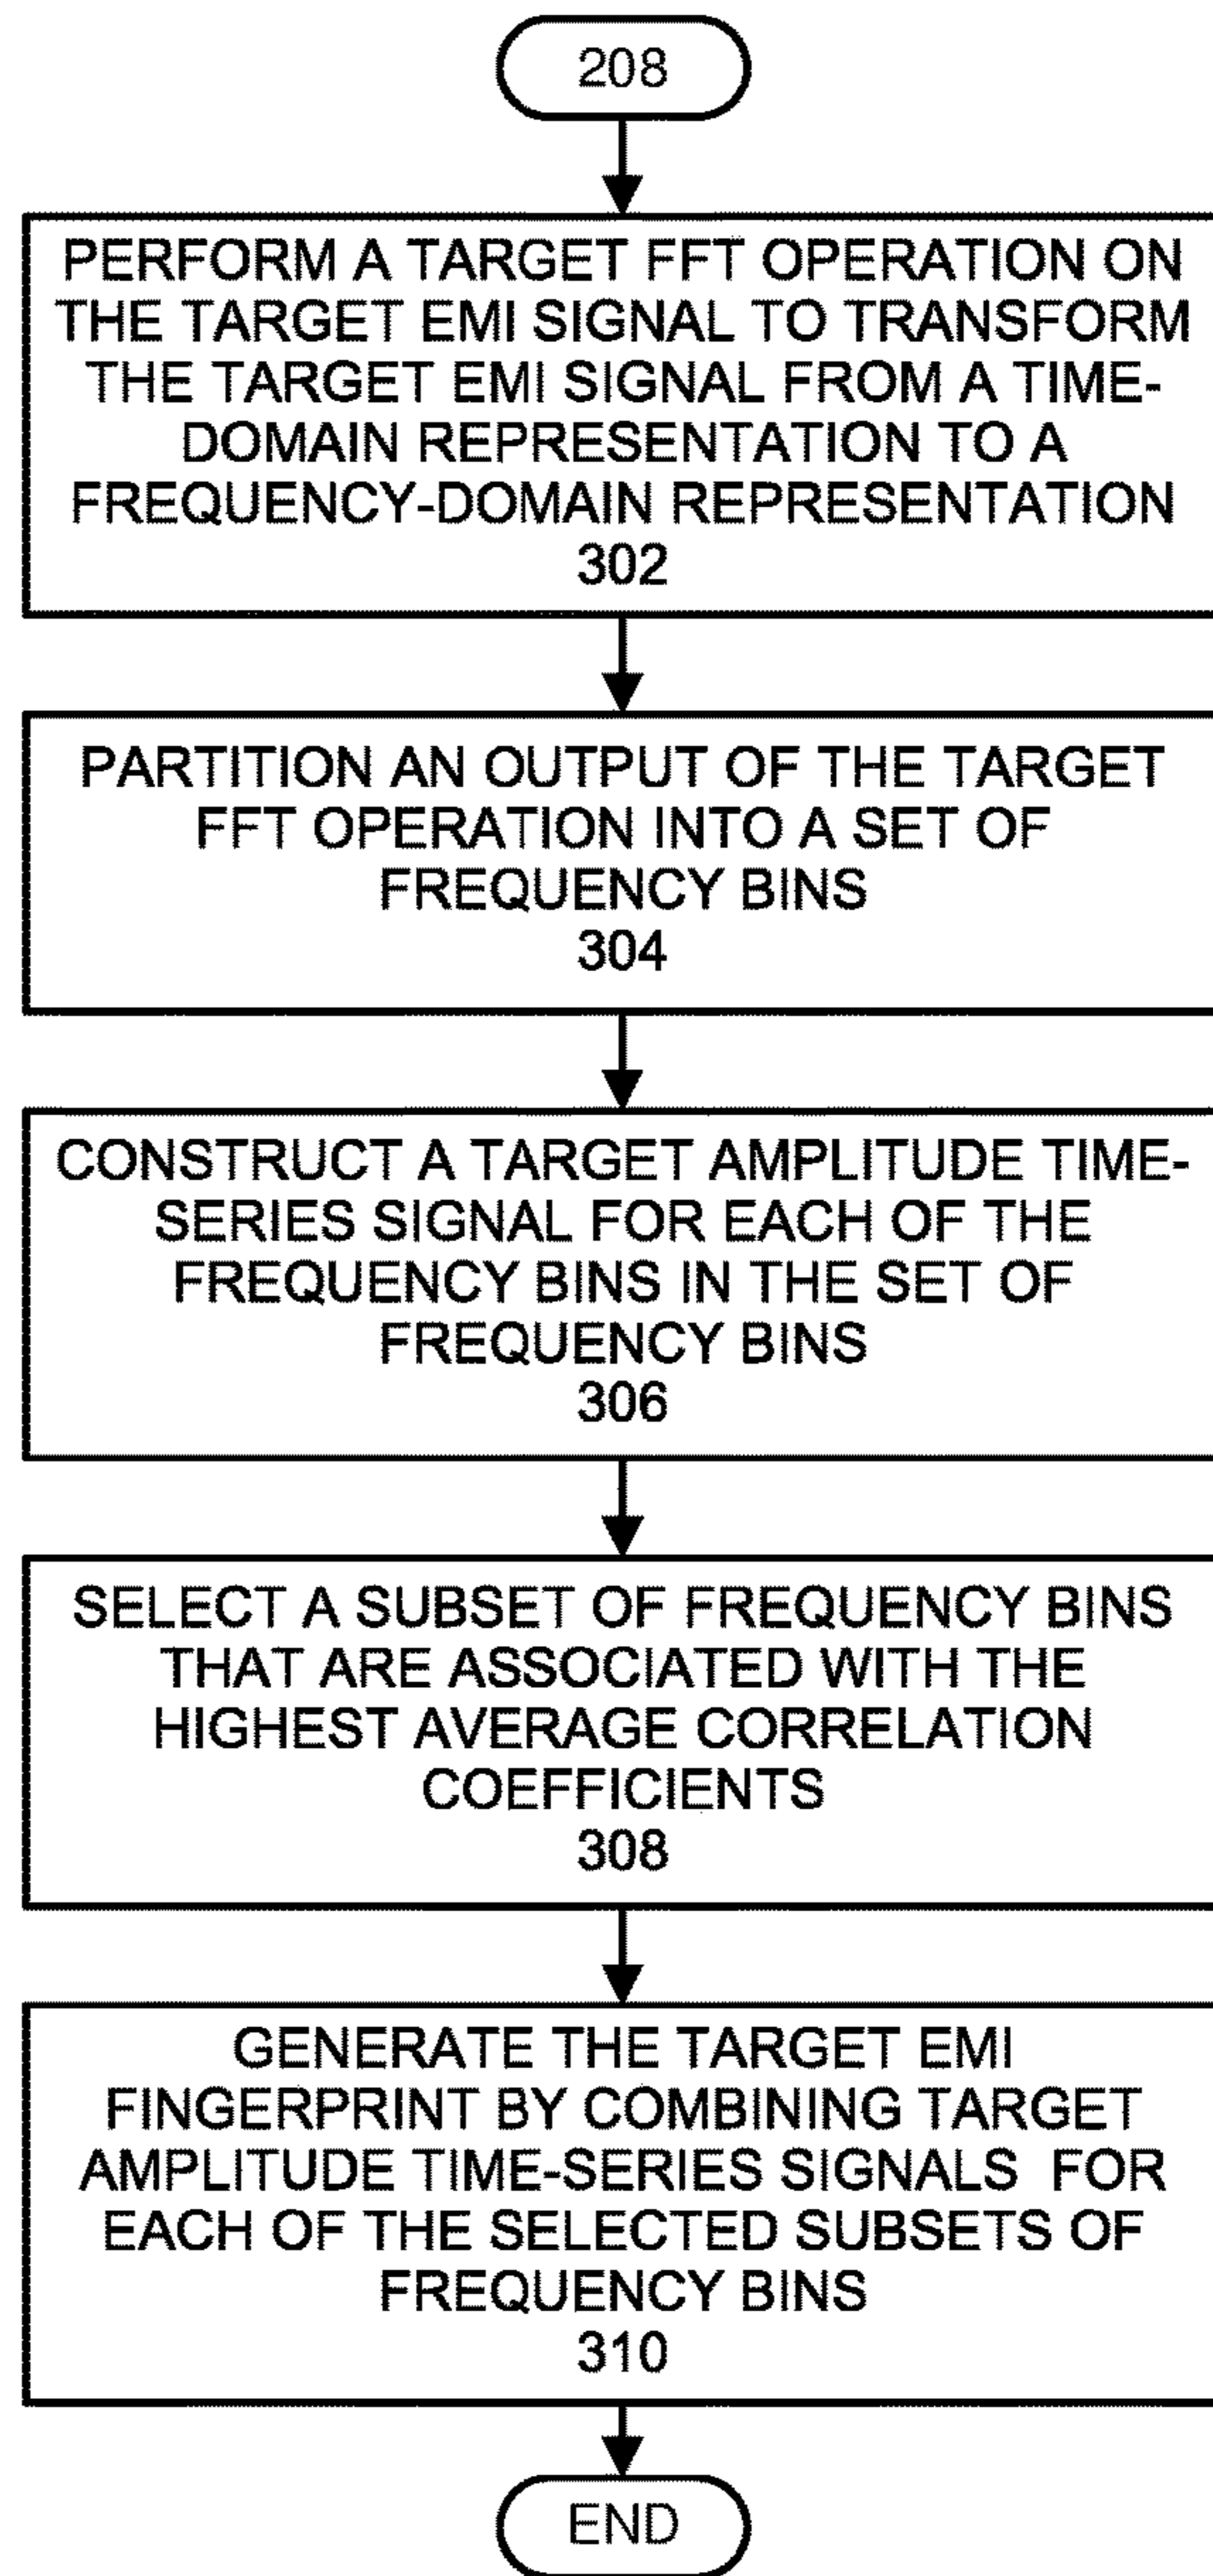 208
PERFORM A TARGET FFT OPERATION ON
THE TARGET EMI SIGNAL TO TRANSFORM
THE TARGET EMI SIGNAL FROM A TIME-
DOMAIN REPRESENTATION TO A
FREQUENCY-DOMAIN REPRESENTATION
302
PARTITION AN OUTPUT OF THE TARGET
FFT OPERATION INTO A SET OF
FREQUENCY BINS
304
CONSTRUCT A TARGET AMPLITUDE TIME-
SERIES SIGNAL FOR EACH OF THE
FREQUENCY BINS IN THE SET OF
FREQUENCY BINS
306
SELECT A SUBSET OF FREQUENCY BINS
THAT ARE ASSOCIATED WITH THE
HIGHEST AVERAGE CORRELATION
COEFFICIENTS
308
GENERATE THE TARGET EMI
FINGERPRINT BY COMBINING TARGET
AMPLITUDE TIME-SERIES SIGNALS FOR
EACH OF THE SELECTED SUBSETS OF
FREQUENCY BINS
310
END